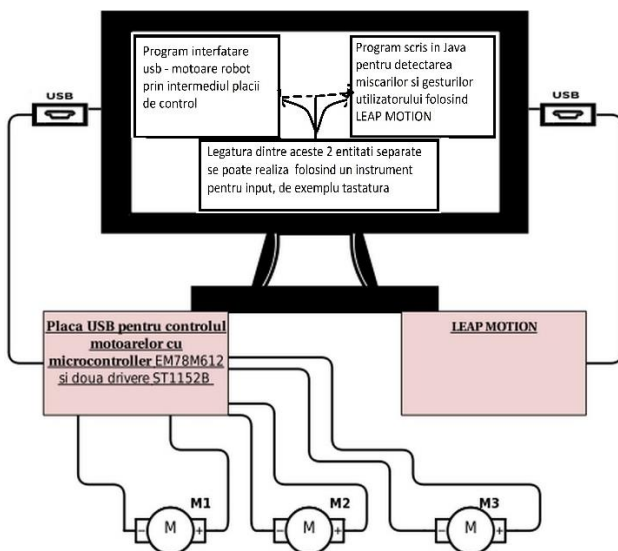 Program interfatare
usb - motoare robot
prin intermediul placii
de control
Program scris in Java
pentru detectarea
miscarilor si gesturilor
utilizatorului folosind
LEAP MOTION
USB
USB
Legatura dintre aceste 2 entitati separate
se poate realiza folosind un instrument
pentru input, de exemplu tastatura
Placa USB pentru controlul
motoarelor cu
microcontroller EM78M612
si doua drivere ST1152B
LEAP MOTION
M1
M2
M3
- M +
- M +
- M +